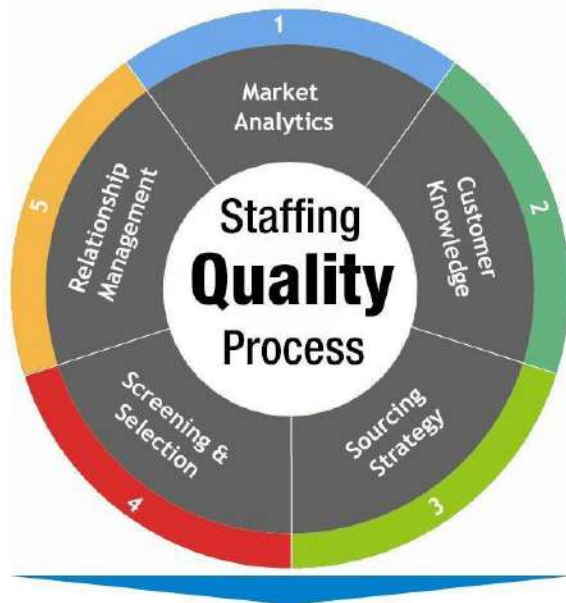 1
Market
Analytics
2
Customer
Knowledge
3
Sourcing
Strategy
4
Screening &
Selection
5
Relationship
Management
Staffing
Quality
Process